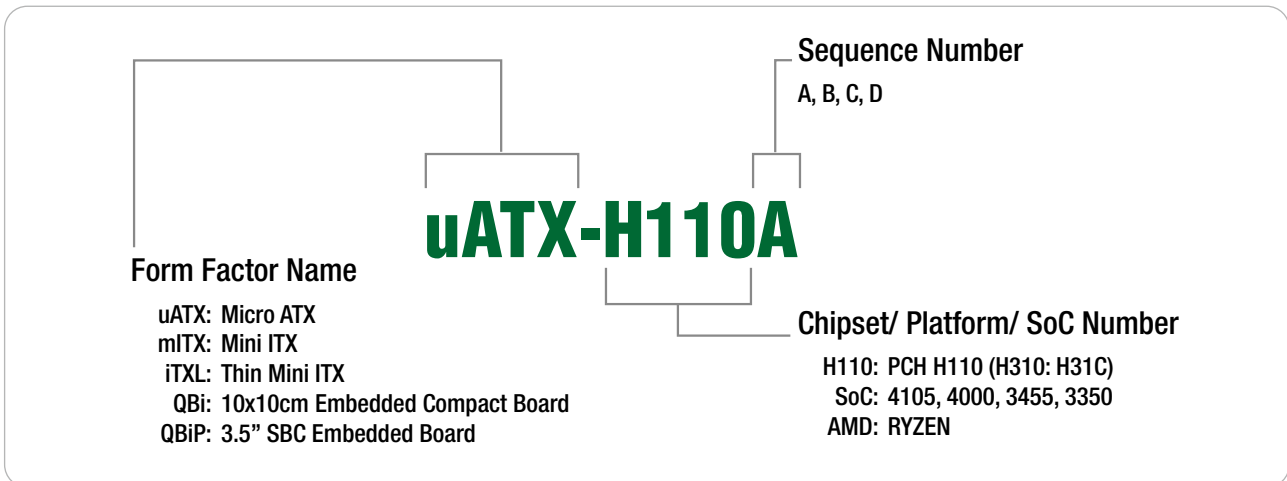 Sequence Number
A, B, C, D
uATX-H110A
Form Factor Name
uATX: Micro ATX
mITX: Mini ITX
iTXL: Thin Mini ITX
QBi: 10x10cm Embedded Compact Board
QBiP: 3.5” SBC Embedded Board
Chipset/ Platform/ SoC Number
H110: PCH H110 (H310: H31C)
SoC: 4105, 4000, 3455, 3350
AMD: RYZEN